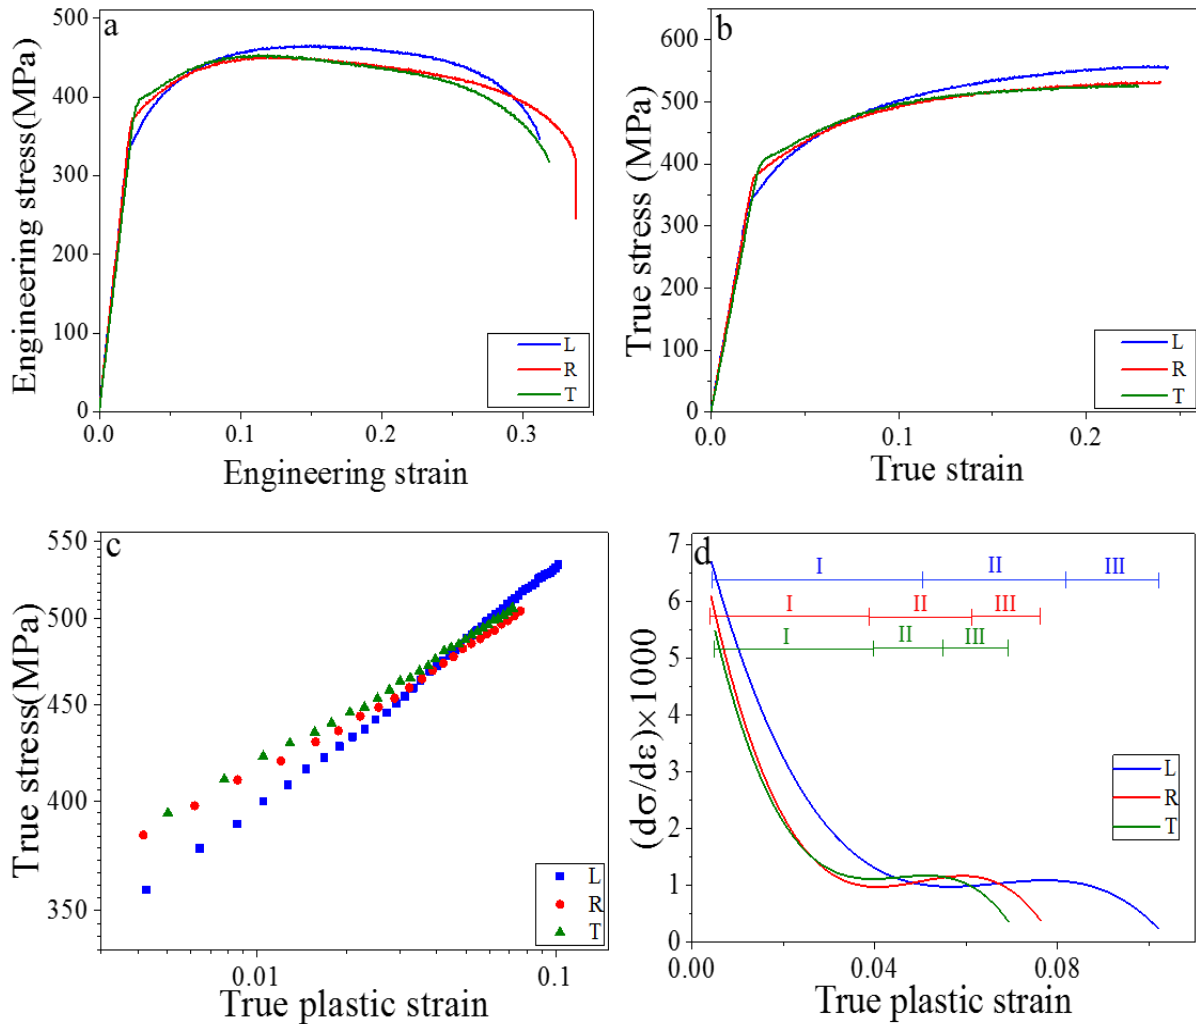 a
Engineering stress(MPa)
500
400
300
200
100
0
0.0
0.1
0.2
0.3
Engineering strain
L
R
T
b
True stress (MPa)
600
500
400
300
200
100
0
0.0
0.1
0.2
True strain
L
R
T
c
True stress(MPa)
550
500
450
400
350
0.01
0.1
True plastic strain
L
R
T
d
(dσ/dε)×1000
7
6
5
4
3
2
1
0
I II III
I II III
I II III
0.00
0.04
0.08
True plastic strain
L
R
T